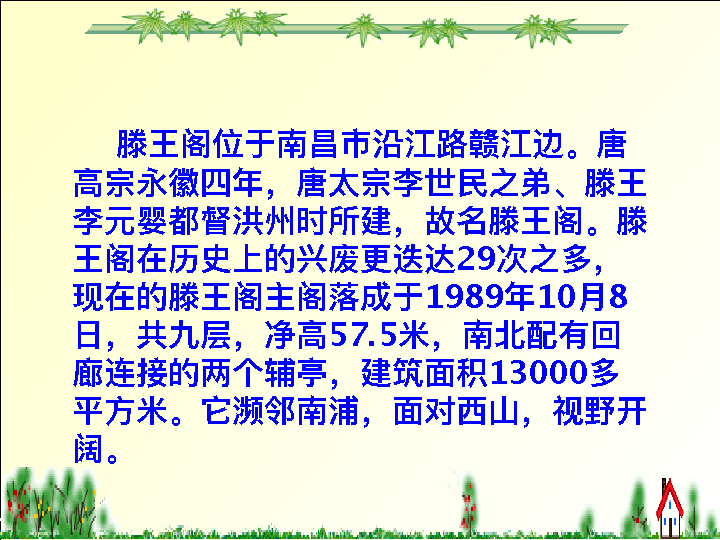 滕王阁位于南昌市沿江路赣江边。唐
高宗永徽四年，唐太宗李世民之弟、滕王
李元婴都督洪州时所建，故名滕王阁。滕
王阁在历史上的兴废更迭达29次之多，
现在的滕王阁主阁落成于1989年10月8
日，共九层，净高57.5米，南北配有回
廊连接的两个辅亭，建筑面积13000多
平方米。它濒邻南浦，面对西山，视野开
阔。